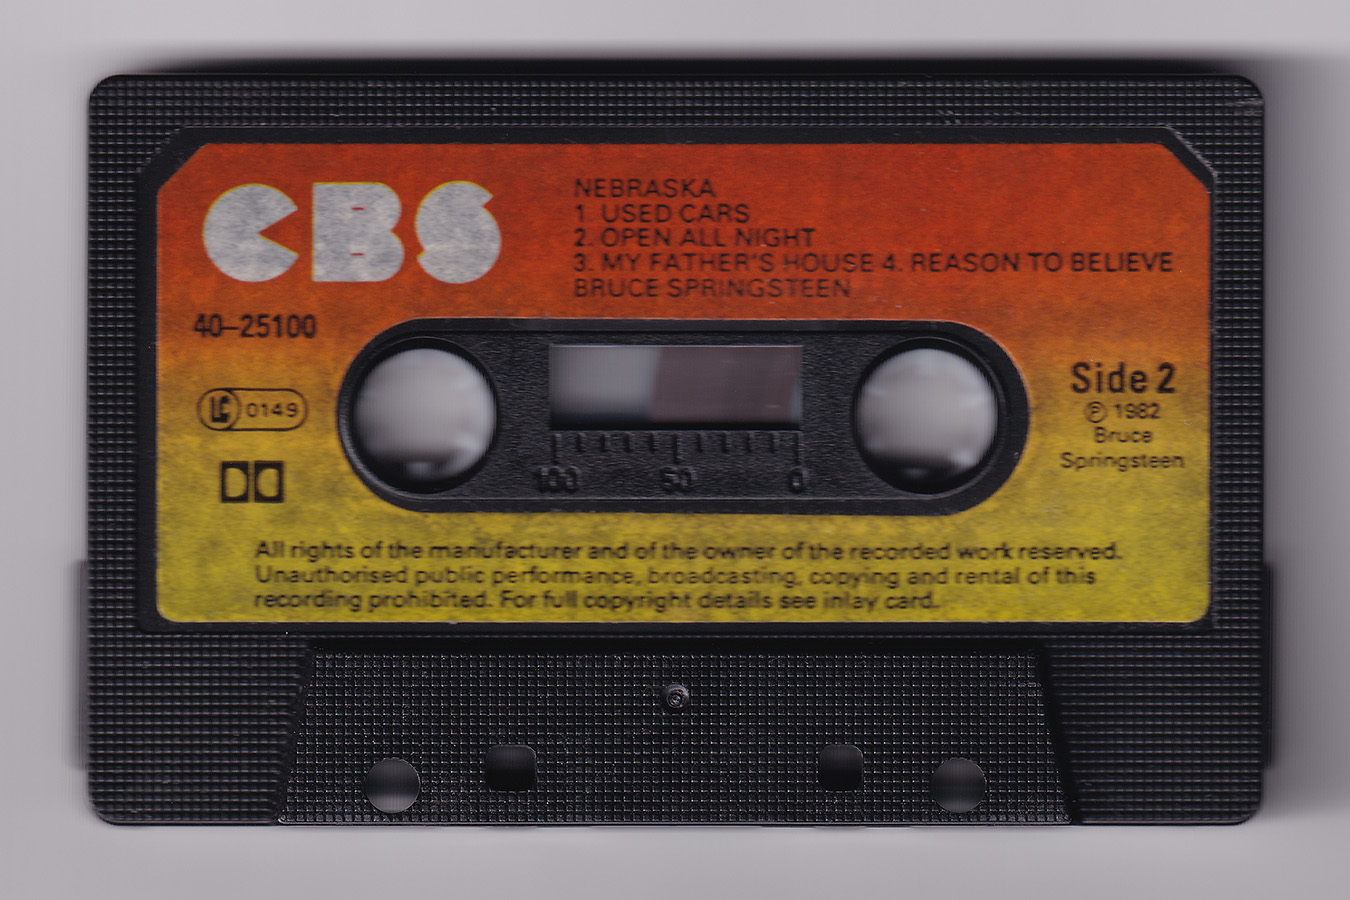 CBS
NEBRASKA
1. USED CARS
2. OPEN ALL NIGHT
3. MY FATHER'S HOUSE 4. REASON TO BELIEVE
BRUCE SPRINGSTEEN
40-25100
LC 0149
100 50 0
Side 2
Ⓟ 1982
Bruce
Springsteen
All rights of the manufacturer and of the owner of the recorded work reserved.
Unauthorised public performance, broadcasting, copying and rental of this
recording prohibited. For full copyright details see inlay card.